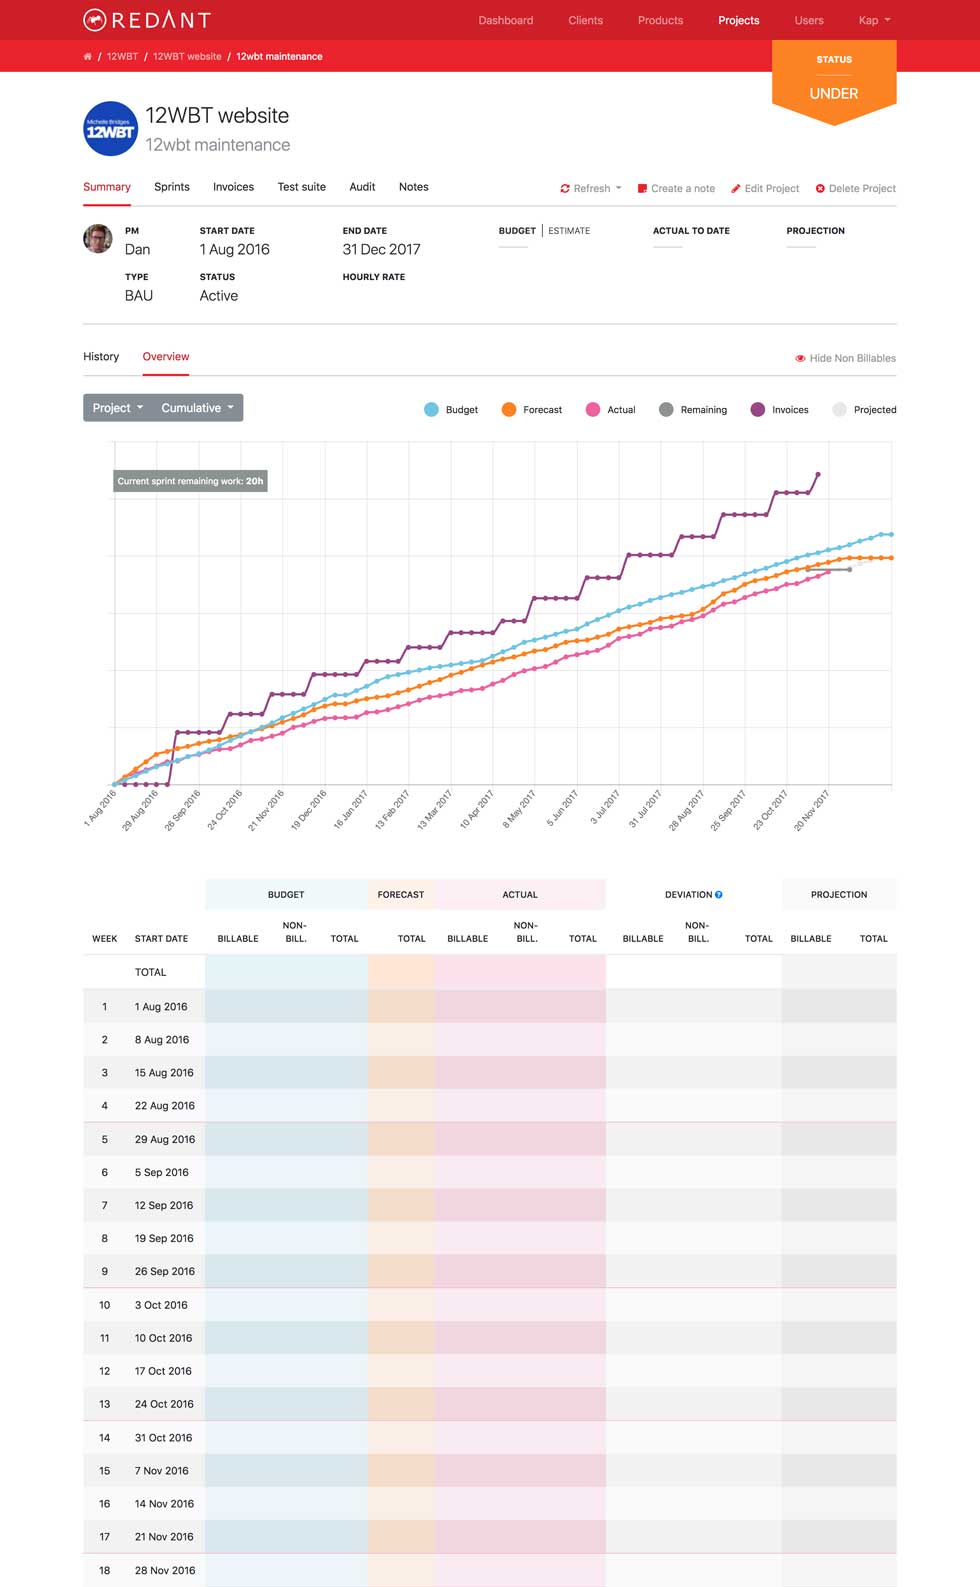 REDANT
Dashboard Clients Products Projects Users Kap
/ 12WBT / 12WBT website / 12wbt maintenance
STATUS
UNDER
Michelle Bridges
12WBT
12WBT website
12wbt maintenance
Summary Sprints Invoices Test suite Audit Notes Refresh Create a note Edit Project Delete Project
PM START DATE END DATE BUDGET | ESTIMATE ACTUAL TO DATE PROJECTION
Dan 1 Aug 2016 31 Dec 2017
TYPE STATUS HOURLY RATE
BAU Active
History Overview Hide Non Billables
Project Cumulative Budget Forecast Actual Remaining Invoices Projected
Current sprint remaining work: 20h
1 Aug 2016 29 Aug 2016 26 Sep 2016 24 Oct 2016 21 Nov 2016 19 Dec 2016 16 Jan 2017 13 Feb 2017 13 Mar 2017 10 Apr 2017 8 May 2017 5 Jun 2017 3 Jul 2017 31 Jul 2017 28 Aug 2017 25 Sep 2017 23 Oct 2017 20 Nov 2017
BUDGET FORECAST ACTUAL DEVIATION ? PROJECTION
WEEK START DATE BILLABLE NON-BILL. TOTAL TOTAL BILLABLE NON-BILL. TOTAL BILLABLE NON-BILL. TOTAL BILLABLE TOTAL
TOTAL
1 1 Aug 2016
2 8 Aug 2016
3 15 Aug 2016
4 22 Aug 2016
5 29 Aug 2016
6 5 Sep 2016
7 12 Sep 2016
8 19 Sep 2016
9 26 Sep 2016
10 3 Oct 2016
11 10 Oct 2016
12 17 Oct 2016
13 24 Oct 2016
14 31 Oct 2016
15 7 Nov 2016
16 14 Nov 2016
17 21 Nov 2016
18 28 Nov 2016